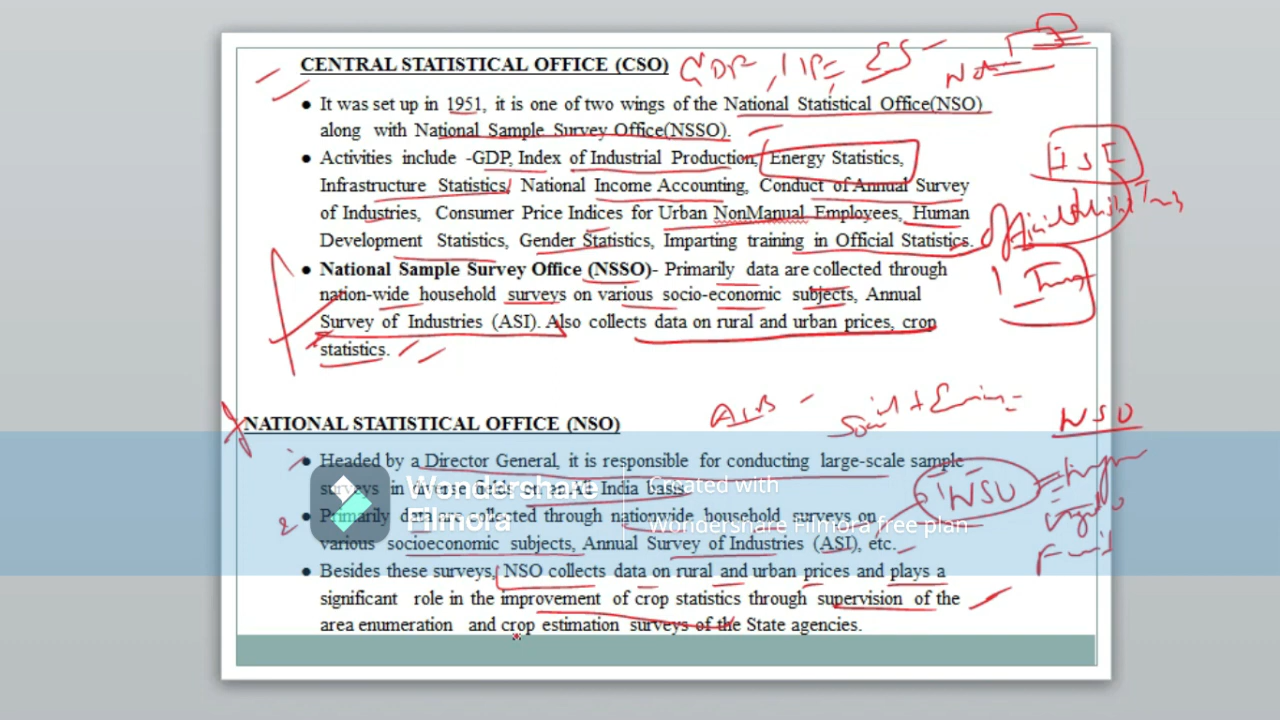 CENTRAL STATISTICAL OFFICE (CSO) GDP, IIP, ES
● It was set up in 1951, it is one of two wings of the National Statistical Office(NSO)
along with National Sample Survey Office(NSSO).
● Activities include -GDP, Index of Industrial Production, Energy Statistics,
Infrastructure Statistics, National Income Accounting, Conduct of Annual Survey
of Industries, Consumer Price Indices for Urban NonManual Employees, Human
Development Statistics, Gender Statistics, Imparting training in Official Statistics.
● National Sample Survey Office (NSSO)- Primarily data are collected through
nation-wide household surveys on various socio-economic subjects, Annual
Survey of Industries (ASI). Also collects data on rural and urban prices, crop
statistics.
NATIONAL STATISTICAL OFFICE (NSO)
NSO
● Headed by a Director General, it is responsible for conducting large-scale sample
surveys in diverse fields on an All India basis
● Primarily data are collected through nationwide household surveys on
various socioeconomic subjects, Annual Survey of Industries (ASI), etc.
● Besides these surveys, NSO collects data on rural and urban prices and plays a
significant role in the improvement of crop statistics through supervision of the
area enumeration and crop estimation surveys of the State agencies.
Wondershare
Filmora
Created with
Wondershare Filmora free plan